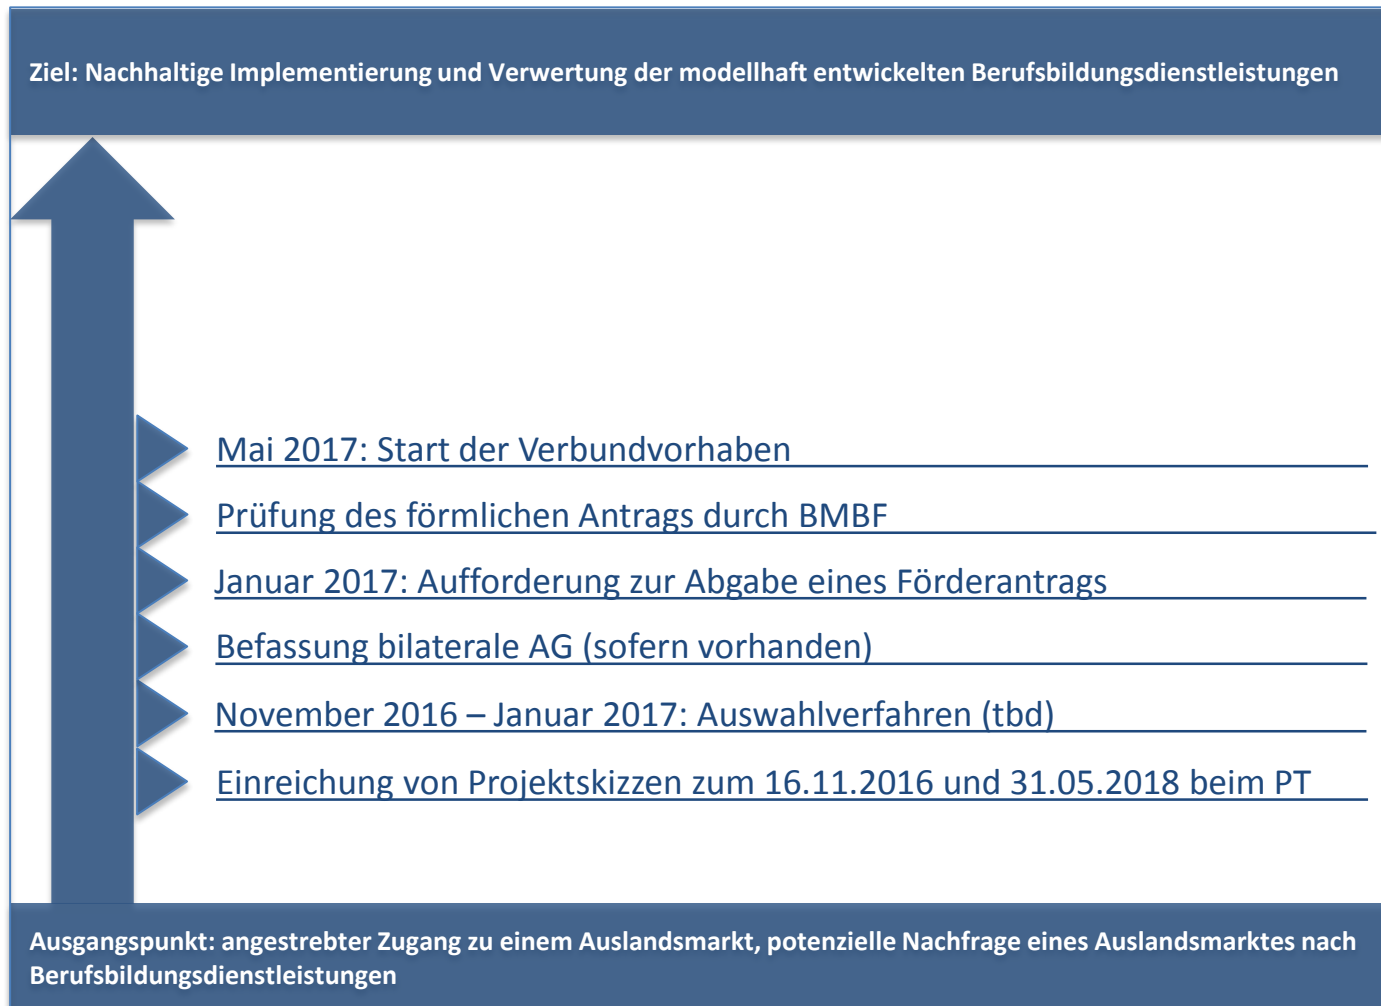 Ziel: Nachhaltige Implementierung und Verwertung der modellhaft entwickelten Berufsbildungsdienstleistungen
Mai 2017: Start der Verbundvorhaben
Prüfung des förmlichen Antrags durch BMBF
Januar 2017: Aufforderung zur Abgabe eines Förderantrags
Befassung bilaterale AG (sofern vorhanden)
November 2016 – Januar 2017: Auswahlverfahren (tbd)
Einreichung von Projektskizzen zum 16.11.2016 und 31.05.2018 beim PT
Ausgangspunkt: angestrebter Zugang zu einem Auslandsmarkt, potenzielle Nachfrage eines Auslandsmarktes nach
Berufsbildungsdienstleistungen